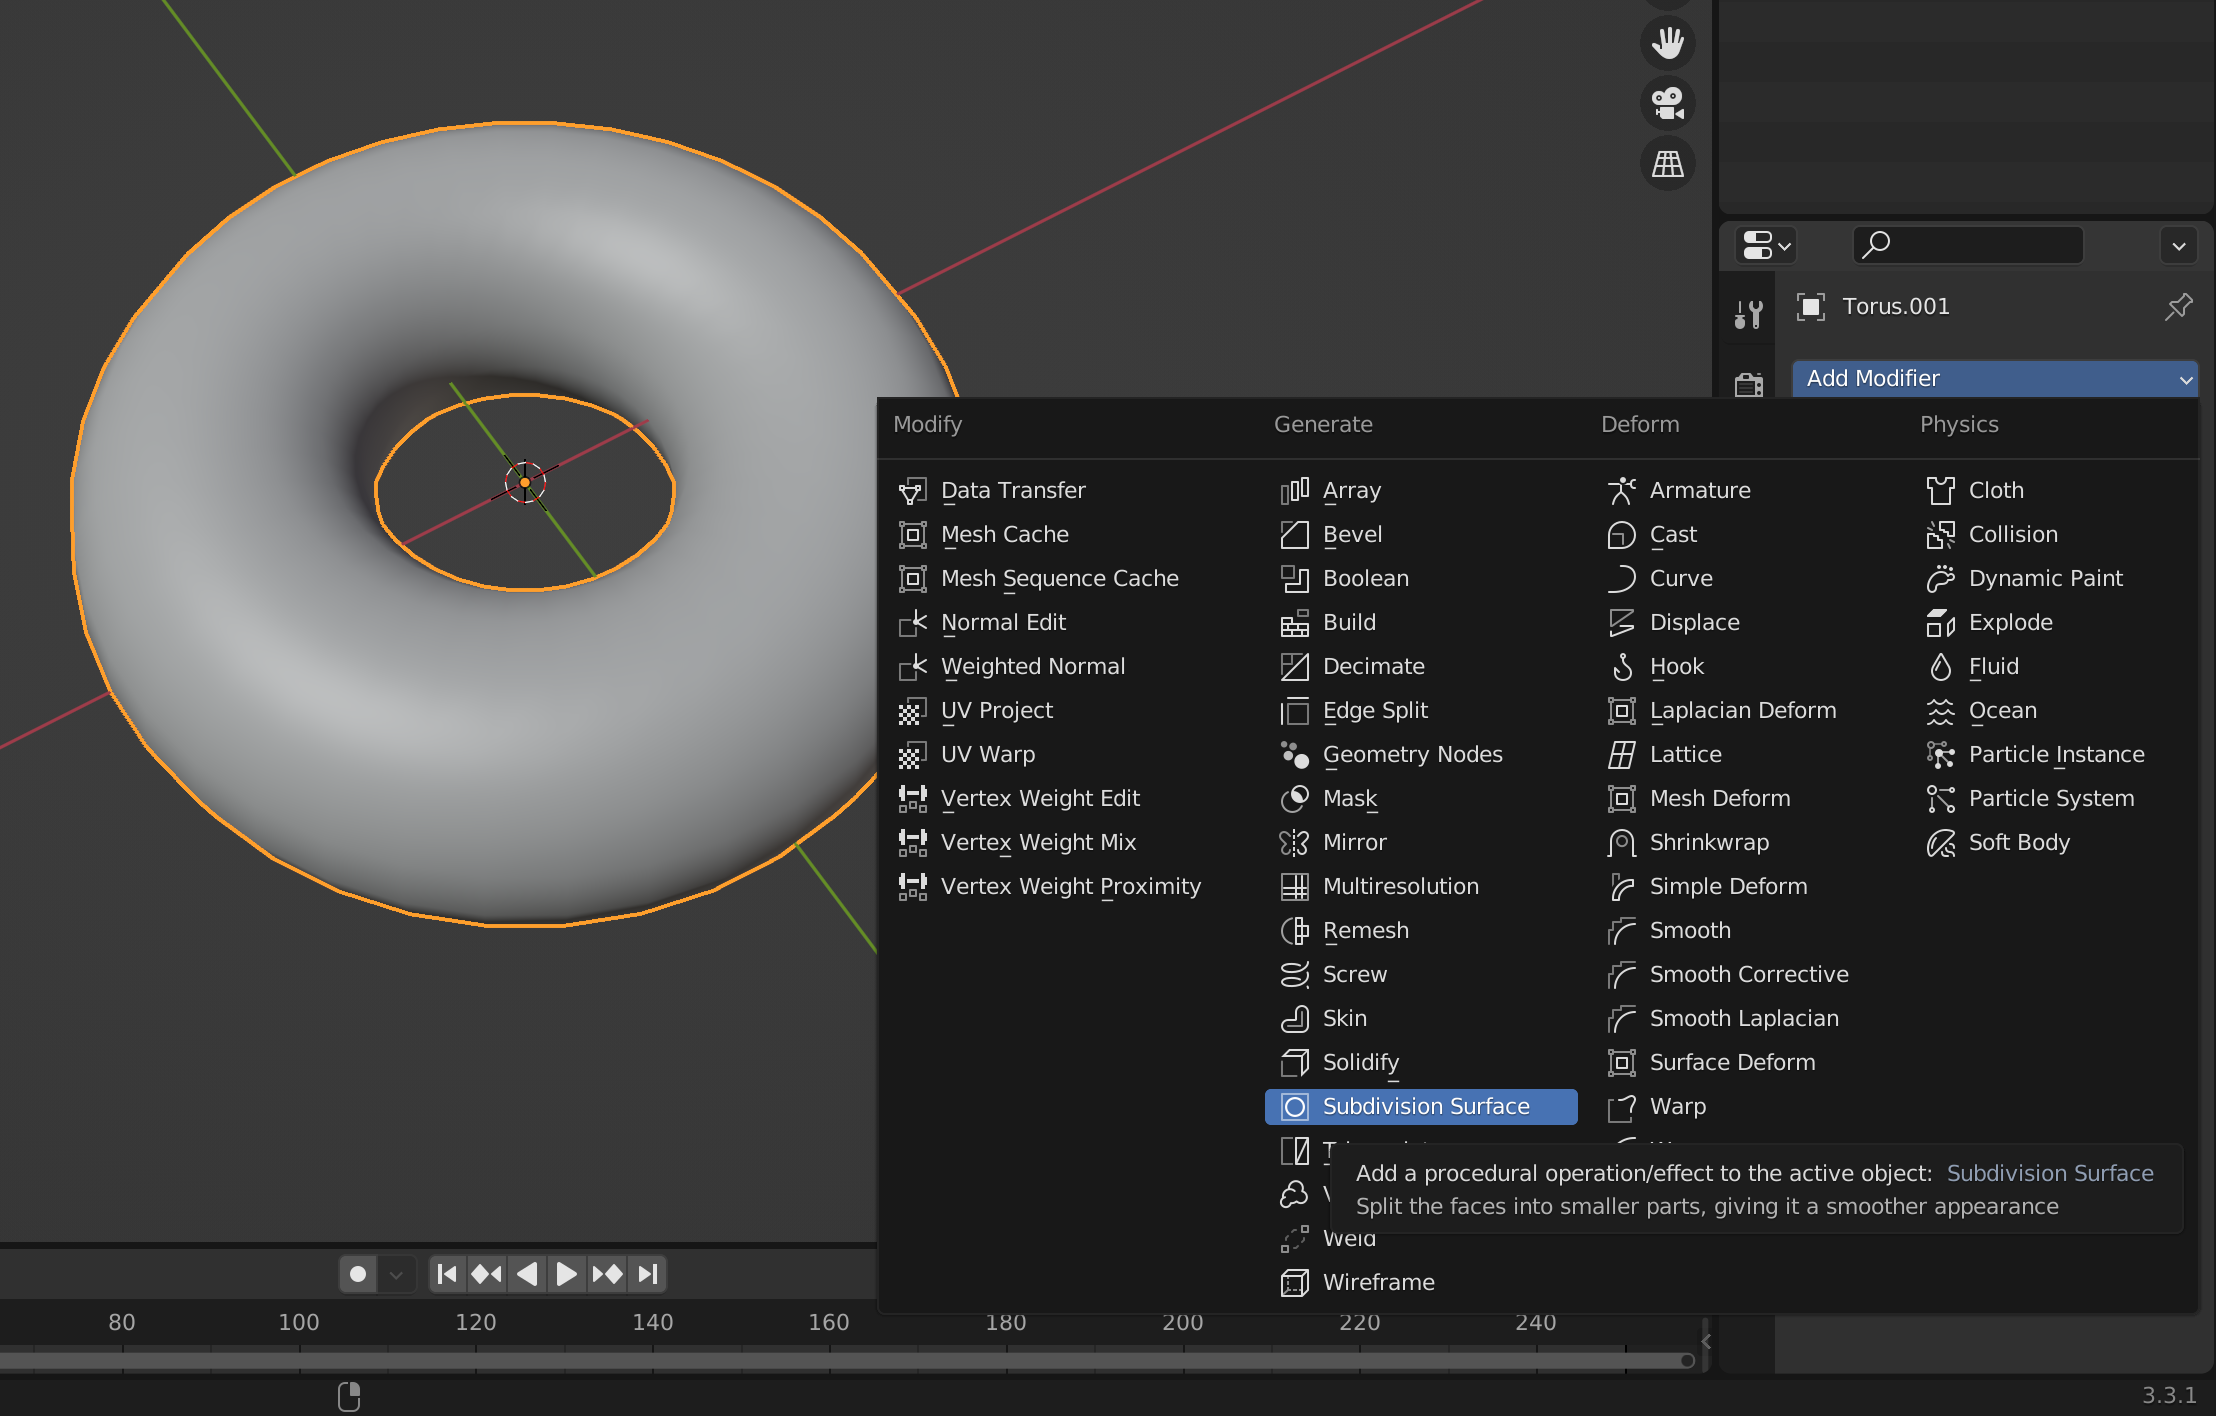 Torus.001
Add Modifier
Modify
Data Transfer
Mesh Cache
Mesh Sequence Cache
Normal Edit
Weighted Normal
UV Project
UV Warp
Vertex Weight Edit
Vertex Weight Mix
Vertex Weight Proximity
Generate
Array
Bevel
Boolean
Build
Decimate
Edge Split
Geometry Nodes
Mask
Mirror
Multiresolution
Remesh
Screw
Skin
Solidify
Subdivision Surface
Weld
Wireframe
Deform
Armature
Cast
Curve
Displace
Hook
Laplacian Deform
Lattice
Mesh Deform
Shrinkwrap
Simple Deform
Smooth
Smooth Corrective
Smooth Laplacian
Surface Deform
Warp
Physics
Cloth
Collision
Dynamic Paint
Explode
Fluid
Ocean
Particle Instance
Particle System
Soft Body
Add a procedural operation/effect to the active object: Subdivision Surface
Split the faces into smaller parts, giving it a smoother appearance
80 100 120 140 160 180 200 220 240
3.3.1